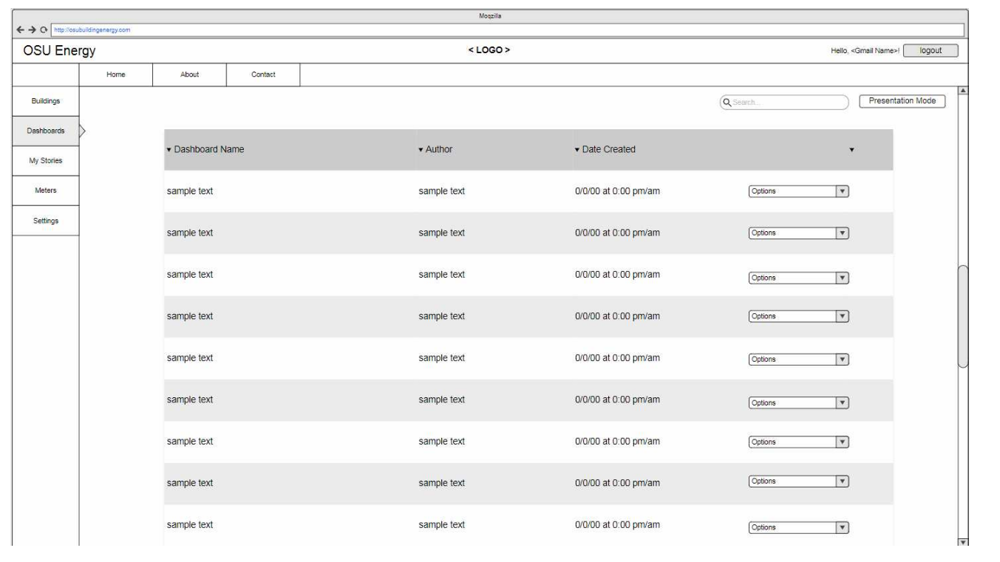 Moqzilla
http://osubuildingenergy.com
OSU Energy
< LOGO >
Hello, <Gmail Name>!
logout
Home
About
Contact
Buildings
Dashboards
My Stories
Meters
Settings
Search...
Presentation Mode
Dashboard Name Author Date Created
sample text sample text 0/0/00 at 0:00 pm/am Options
sample text sample text 0/0/00 at 0:00 pm/am Options
sample text sample text 0/0/00 at 0:00 pm/am Options
sample text sample text 0/0/00 at 0:00 pm/am Options
sample text sample text 0/0/00 at 0:00 pm/am Options
sample text sample text 0/0/00 at 0:00 pm/am Options
sample text sample text 0/0/00 at 0:00 pm/am Options
sample text sample text 0/0/00 at 0:00 pm/am Options
sample text sample text 0/0/00 at 0:00 pm/am Options